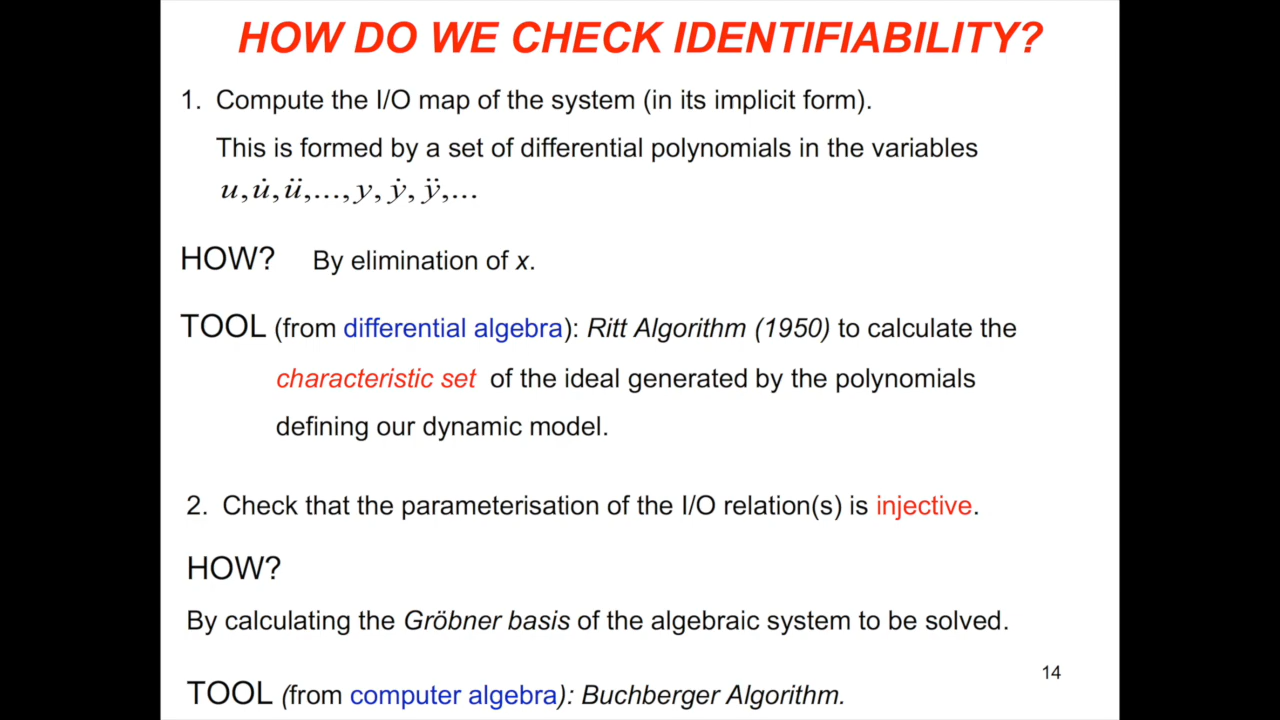 HOW DO WE CHECK IDENTIFIABILITY?
1. Compute the I/O map of the system (in its implicit form).
This is formed by a set of differential polynomials in the variables
u, u̇, ü,..., y, ẏ, ÿ,...
HOW? By elimination of x.
TOOL (from differential algebra): Ritt Algorithm (1950) to calculate the
characteristic set of the ideal generated by the polynomials
defining our dynamic model.
2. Check that the parameterisation of the I/O relation(s) is injective.
HOW?
By calculating the Gröbner basis of the algebraic system to be solved.
14
TOOL (from computer algebra): Buchberger Algorithm.